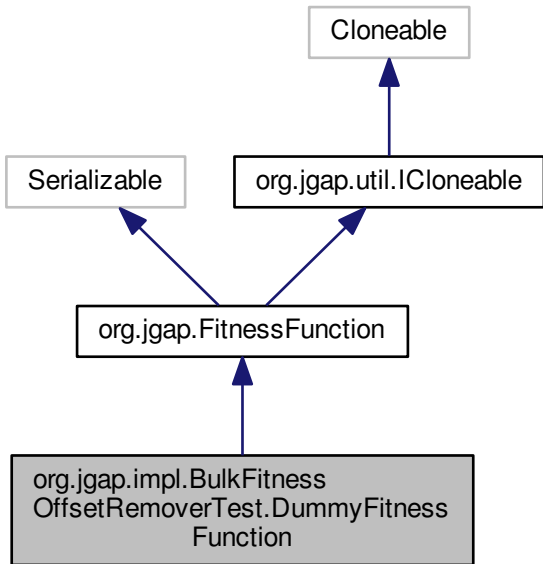 Cloneable
Serializable
org.jgap.util.ICloneable
org.jgap.FitnessFunction
org.jgap.impl.BulkFitness
OffsetRemoverTest.DummyFitness
Function